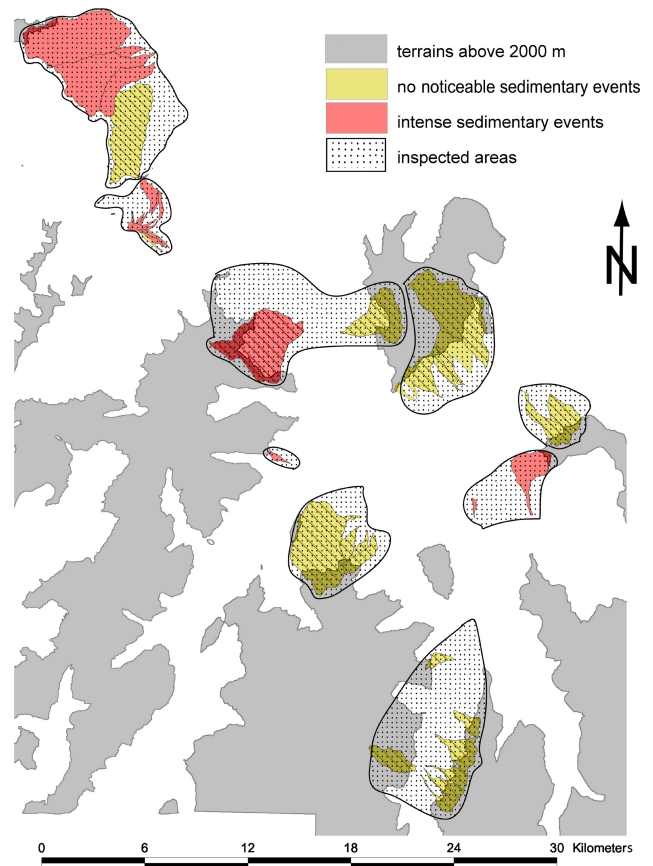 terrains above 2000 m
no noticeable sedimentary events
intense sedimentary events
inspected areas
N
0 6 12 18 24 30 Kilometers